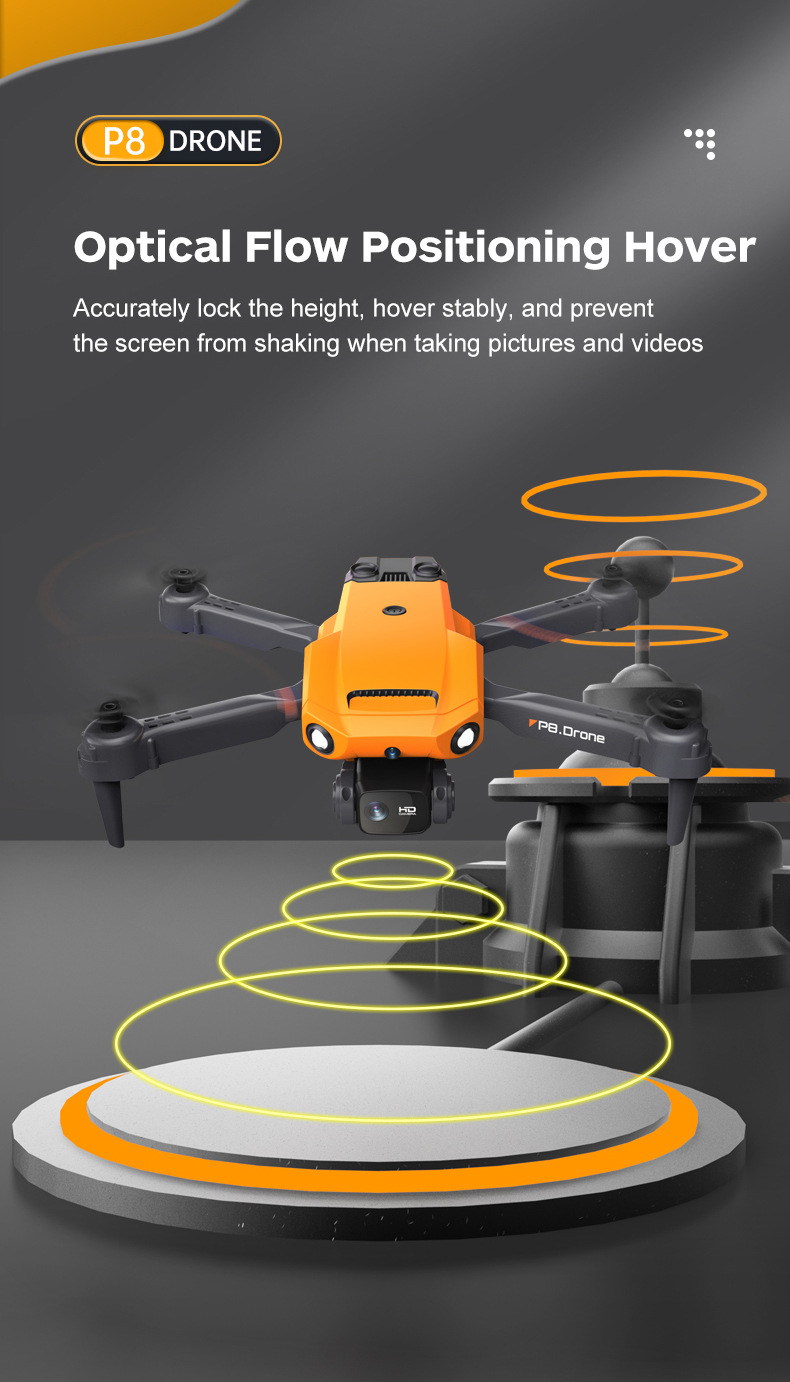 P8 DRONE
Optical Flow Positioning Hover
Accurately lock the height, hover stably, and prevent
the screen from shaking when taking pictures and videos
P8.Drone
HD